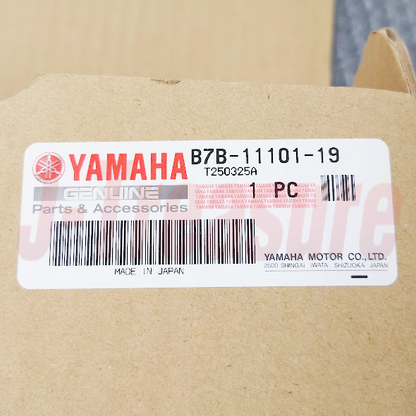 YAMAHA B7B-11101-19
T250325A
GENUINE
Parts & Accessories
1 PC
MADE IN JAPAN
YAMAHA MOTOR CO.,LTD.
2500 SHINGAI IWATA SHIZUOKA JAPAN